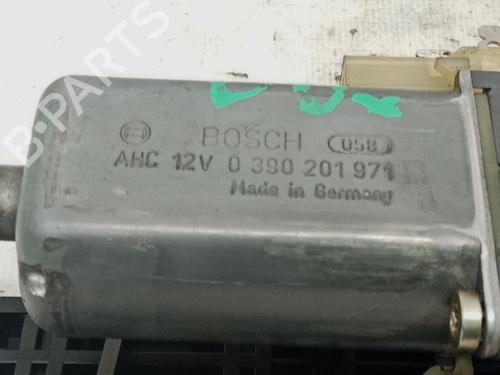 B-PARTS
BOSCH 058
AHC 12V 0 390 201 971
Made in Germany